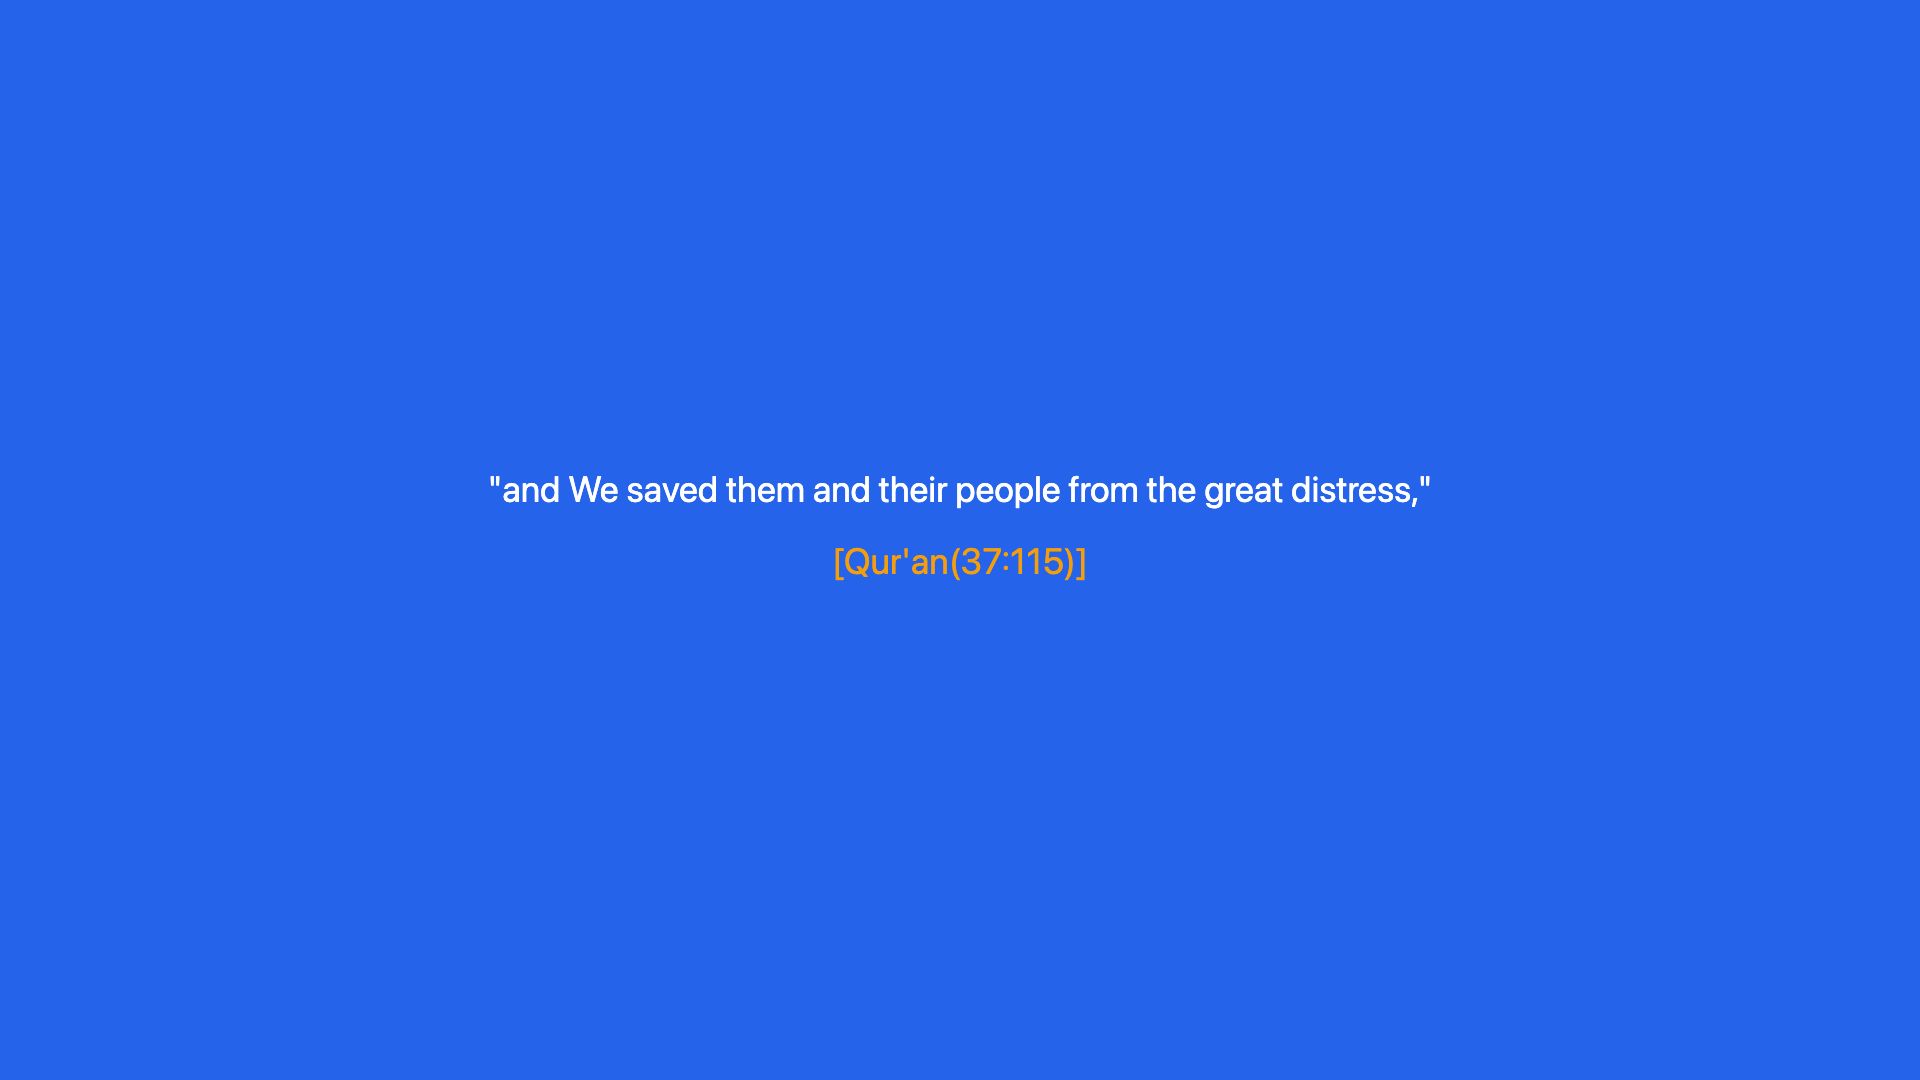 "and We saved them and their people from the great distress,"
[Qur'an(37:115)]